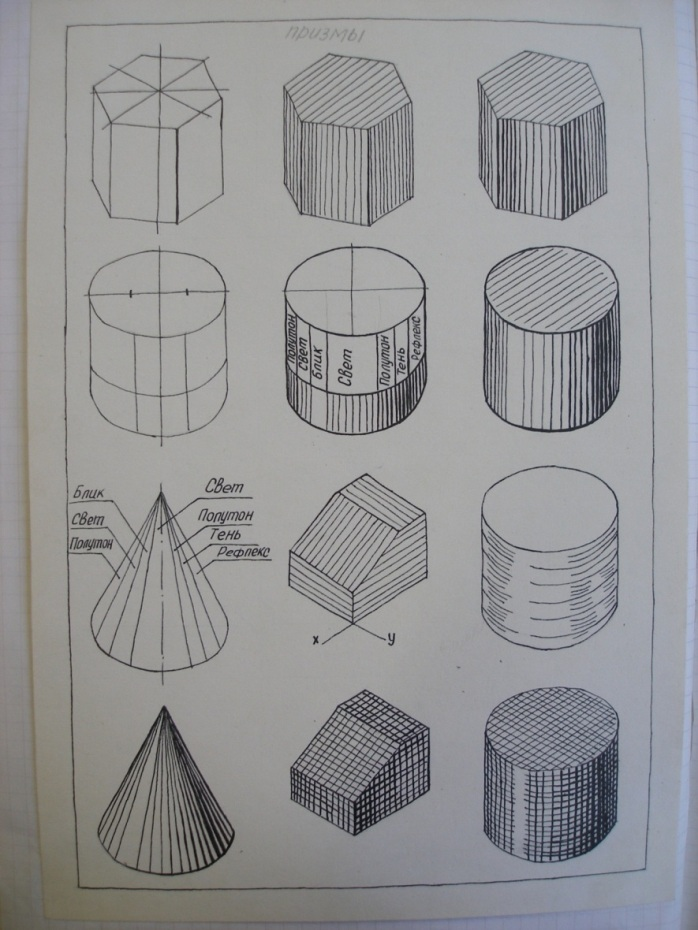 призмы
Полутон
Свет
Блик
Свет
Полутон
Тень
Рефлекс
Блик
Свет
Полутон
Свет
Полутон
Тень
Рефлекс
x
y